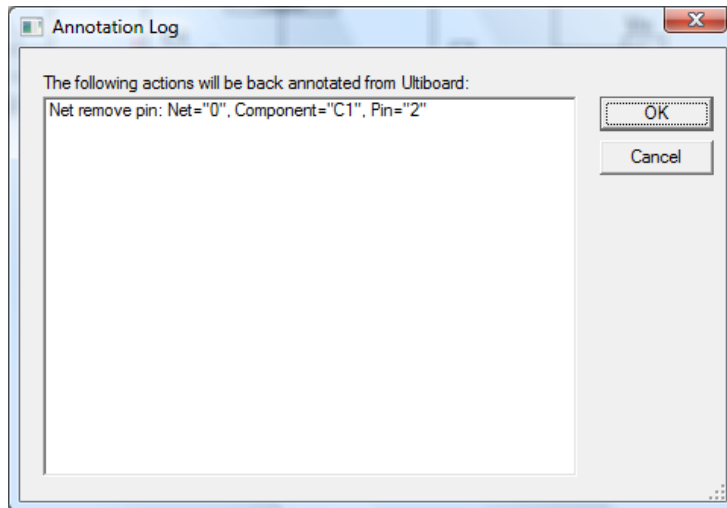 Annotation Log
The following actions will be back annotated from Ultiboard:
Net remove pin: Net="0", Component="C1", Pin="2"
OK
Cancel